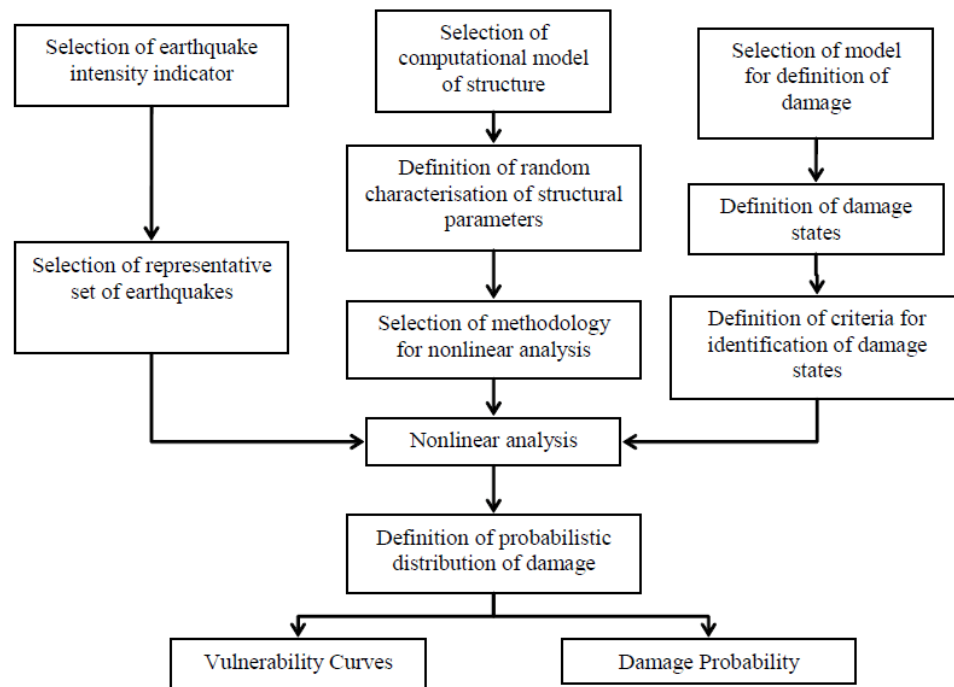 Selection of earthquake
intensity indicator
Selection of
computational model
of structure
Selection of model
for definition of
damage
Definition of random
characterisation of structural
parameters
Definition of damage
states
Selection of representative
set of earthquakes
Selection of methodology
for nonlinear analysis
Definition of criteria for
identification of damage
states
Nonlinear analysis
Definition of probabilistic
distribution of damage
Vulnerability Curves
Damage Probability